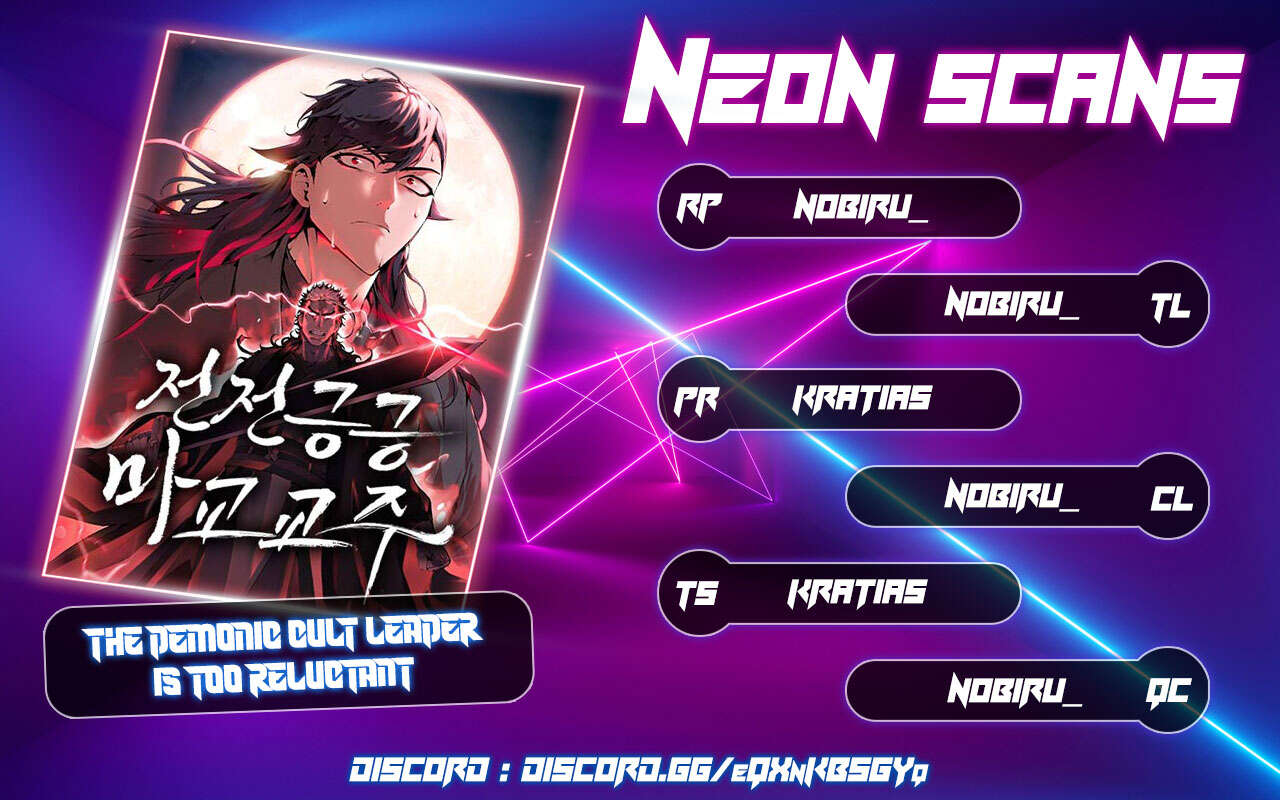 NEON SCANS
전전긍긍
마교교주
THE DEMONIC CULT LEADER
IS TOO RELUCTANT
RP NOBIRU_
NOBIRU_ TL
PR KRATIAS
NOBIRU_ CL
TS KRATIAS
NOBIRU_ QC
DISCORD : DISCORD.GG/eQXnKBSGYq